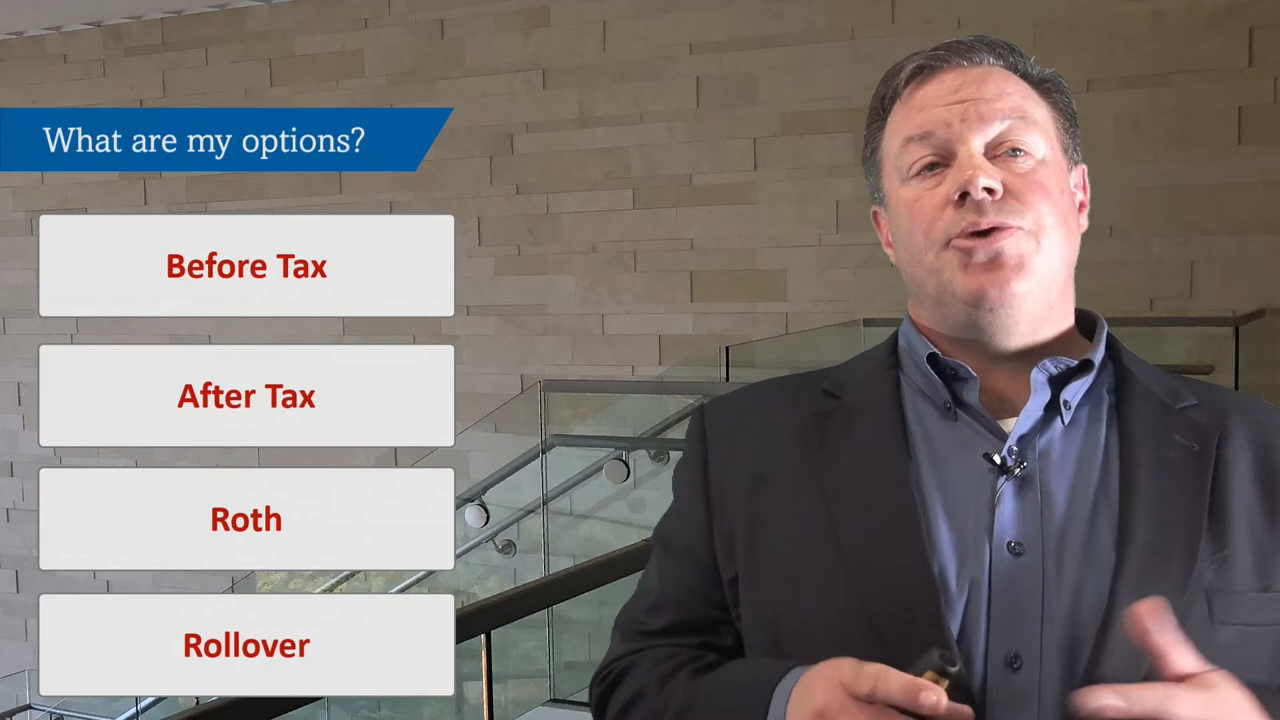 What are my options?
Before Tax
After Tax
Roth
Rollover